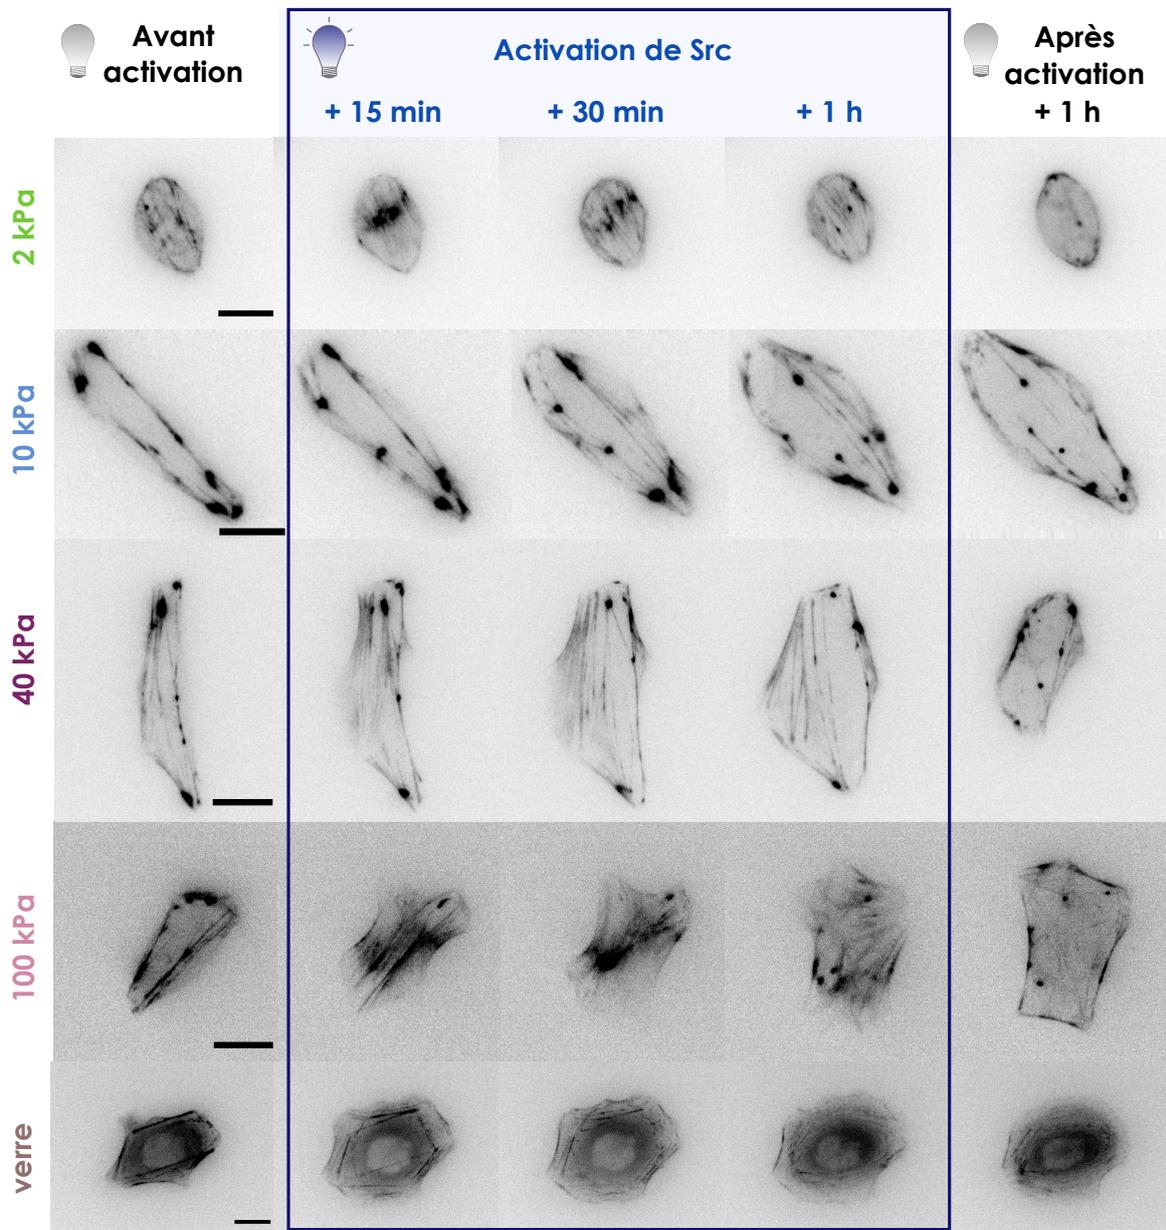 Avant
activation
Activation de Src
Après
activation
+ 15 min
+ 30 min
+ 1 h
+ 1 h
2 kPa
10 kPa
40 kPa
100 kPa
verre